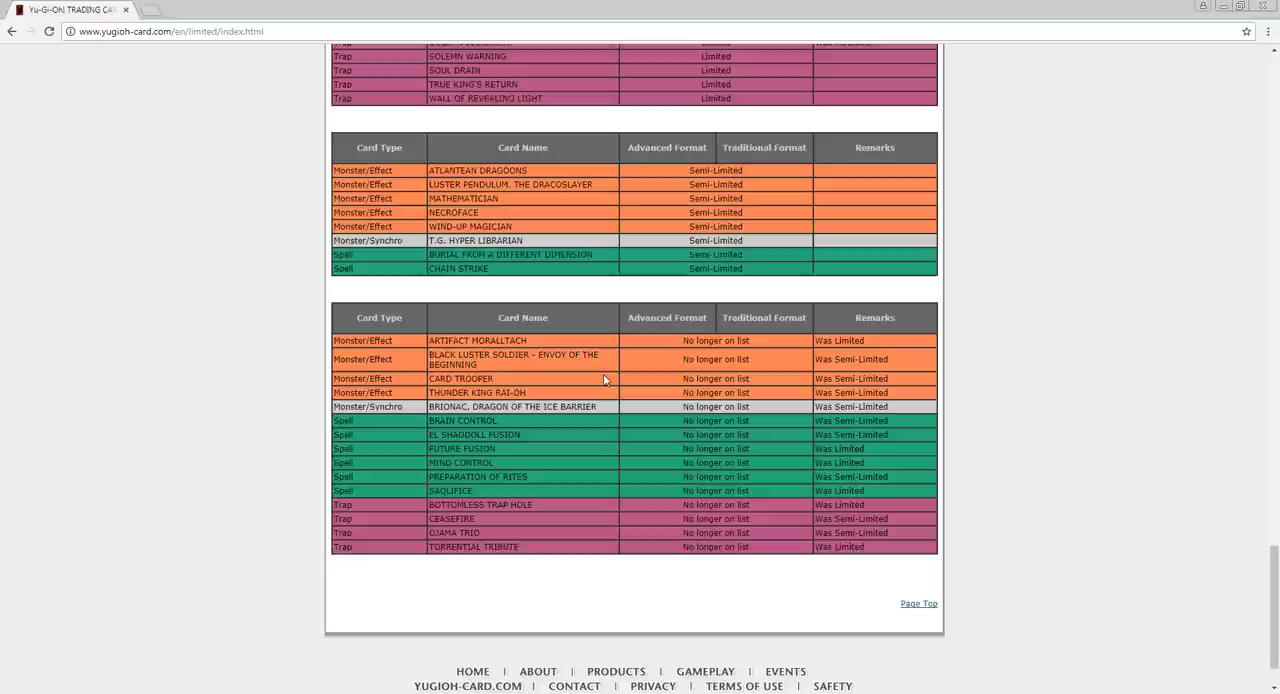 Yu-Gi-Oh! TRADING CA
www.yugioh-card.com/en/limited/index.html
Trap SOLEMN WARNING Limited
Trap SOUL DRAIN Limited
Trap TRUE KING'S RETURN Limited
Trap WALL OF REVEALING LIGHT Limited
Card Type Card Name Advanced Format Traditional Format Remarks
Monster/Effect ATLANTEAN DRAGOONS Semi-Limited
Monster/Effect LUSTER PENDULUM. THE DRACOSLAYER Semi-Limited
Monster/Effect MATHEMATICIAN Semi-Limited
Monster/Effect NECROFACE Semi-Limited
Monster/Effect WIND-UP MAGICIAN Semi-Limited
Monster/Synchro T.G. HYPER LIBRARIAN Semi-Limited
Spell BURIAL FROM A DIFFERENT DIMENSION Semi-Limited
Spell CHAIN STRIKE Semi-Limited
Card Type Card Name Advanced Format Traditional Format Remarks
Monster/Effect ARTIFACT MORALLTACH No longer on list Was Limited
Monster/Effect BLACK LUSTER SOLDIER - ENVOY OF THE
BEGINNING No longer on list Was Semi-Limited
Monster/Effect CARD TROOPER No longer on list Was Semi-Limited
Monster/Effect THUNDER KING RAI-OH No longer on list Was Semi-Limited
Monster/Synchro BRIONAC, DRAGON OF THE ICE BARRIER No longer on list Was Semi-Limited
Spell BRAIN CONTROL No longer on list Was Semi-Limited
Spell EL SHADDOLL FUSION No longer on list Was Semi-Limited
Spell FUTURE FUSION No longer on list Was Limited
Spell MIND CONTROL No longer on list Was Limited
Spell PREPARATION OF RITES No longer on list Was Semi-Limited
Spell SAQLIFICE No longer on list Was Limited
Trap BOTTOMLESS TRAP HOLE No longer on list Was Limited
Trap CEASEFIRE No longer on list Was Semi-Limited
Trap OJAMA TRIO No longer on list Was Semi-Limited
Trap TORRENTIAL TRIBUTE No longer on list Was Limited
Page Top
HOME | ABOUT | PRODUCTS | GAMEPLAY | EVENTS
YUGIOH-CARD.COM | CONTACT | PRIVACY | TERMS OF USE | SAFETY